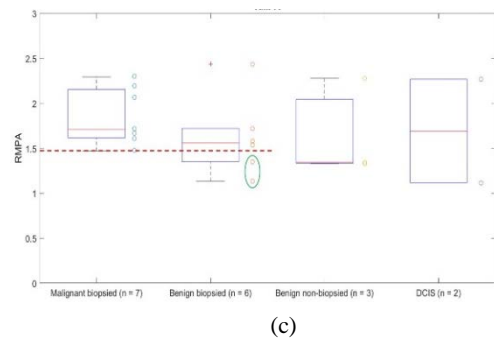 3
2.5
2
1.5
1
0.5
0
RMPA
Malignant biopsied (n = 7) Benign biopsied (n = 6) Benign non-biopsied (n = 3) DCIS (n = 2)
(c)